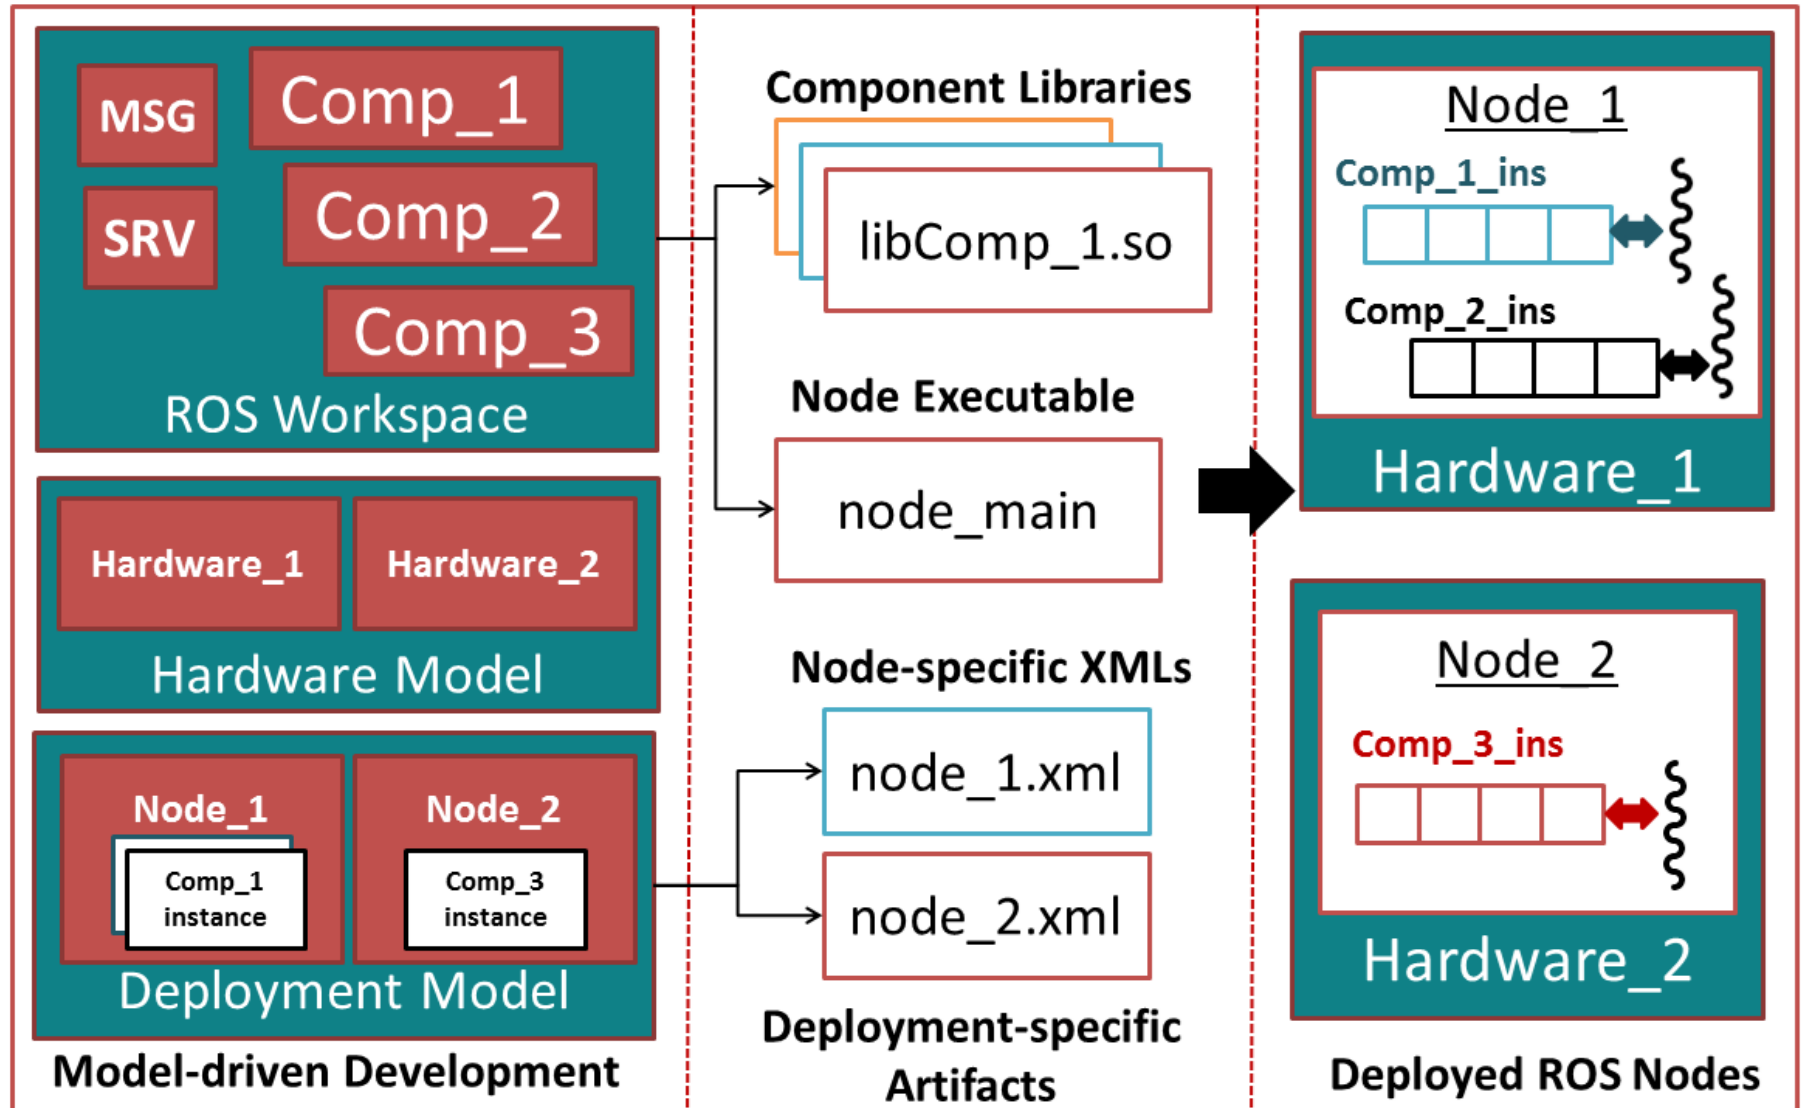 MSG
Comp_1
SRV
Comp_2
Comp_3
ROS Workspace
Hardware_1
Hardware_2
Hardware Model
Node_1
Comp_1
instance
Node_2
Comp_3
instance
Deployment Model
Model-driven Development
Component Libraries
libComp_1.so
Node Executable
node_main
Node-specific XMLs
node_1.xml
node_2.xml
Deployment-specific
Artifacts
Node_1
Comp_1_ins
Comp_2_ins
Hardware_1
Node_2
Comp_3_ins
Hardware_2
Deployed ROS Nodes